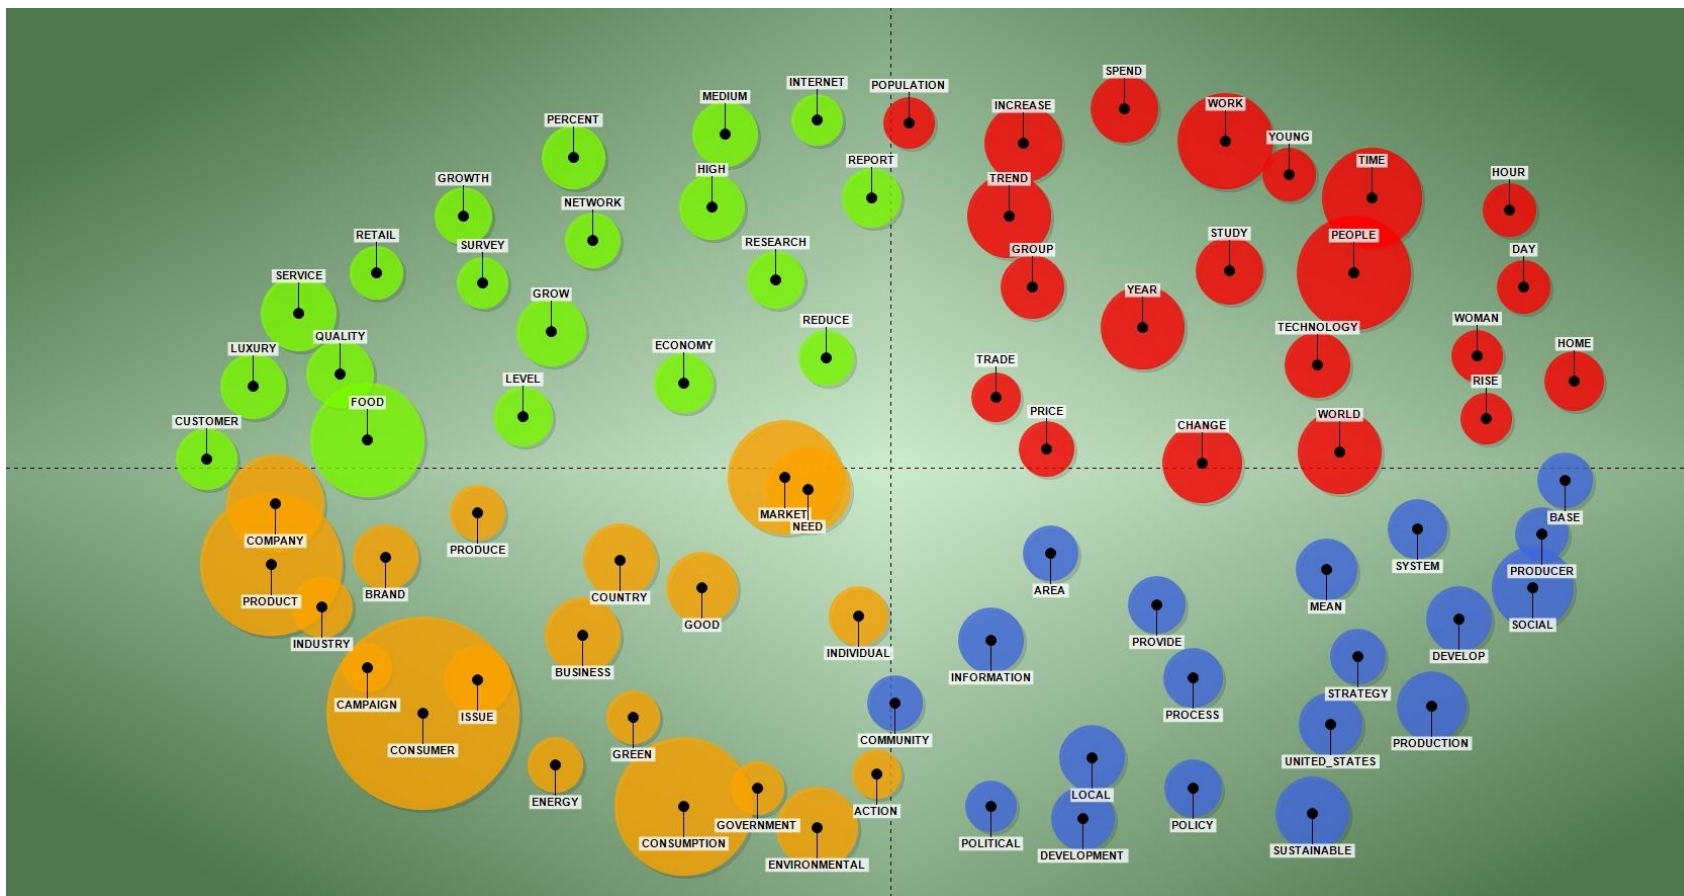 SPEND
INTERNET
POPULATION
MEDIUM
INCREASE
WORK
PERCENT
YOUNG
REPORT
TIME
HIGH
HOUR
GROWTH
TREND
NETWORK
RETAIL
STUDY
PEOPLE
RESEARCH
SURVEY
GROUP
DAY
SERVICE
YEAR
GROW
WOMAN
REDUCE
TECHNOLOGY
QUALITY
HOME
ECONOMY
LUXURY
TRADE
LEVEL
RISE
FOOD
PRICE
WORLD
CUSTOMER
CHANGE
MARKET
BASE
NEED
COMPANY
PRODUCE
SYSTEM
PRODUCER
AREA
BRAND
COUNTRY
PRODUCT
MEAN
GOOD
SOCIAL
PROVIDE
INDUSTRY
INDIVIDUAL
DEVELOP
BUSINESS
INFORMATION
STRATEGY
CAMPAIGN
PROCESS
ISSUE
COMMUNITY
PRODUCTION
CONSUMER
GREEN
UNITED_STATES
LOCAL
ENERGY
ACTION
GOVERNMENT
POLICY
CONSUMPTION
POLITICAL
SUSTAINABLE
DEVELOPMENT
ENVIRONMENTAL